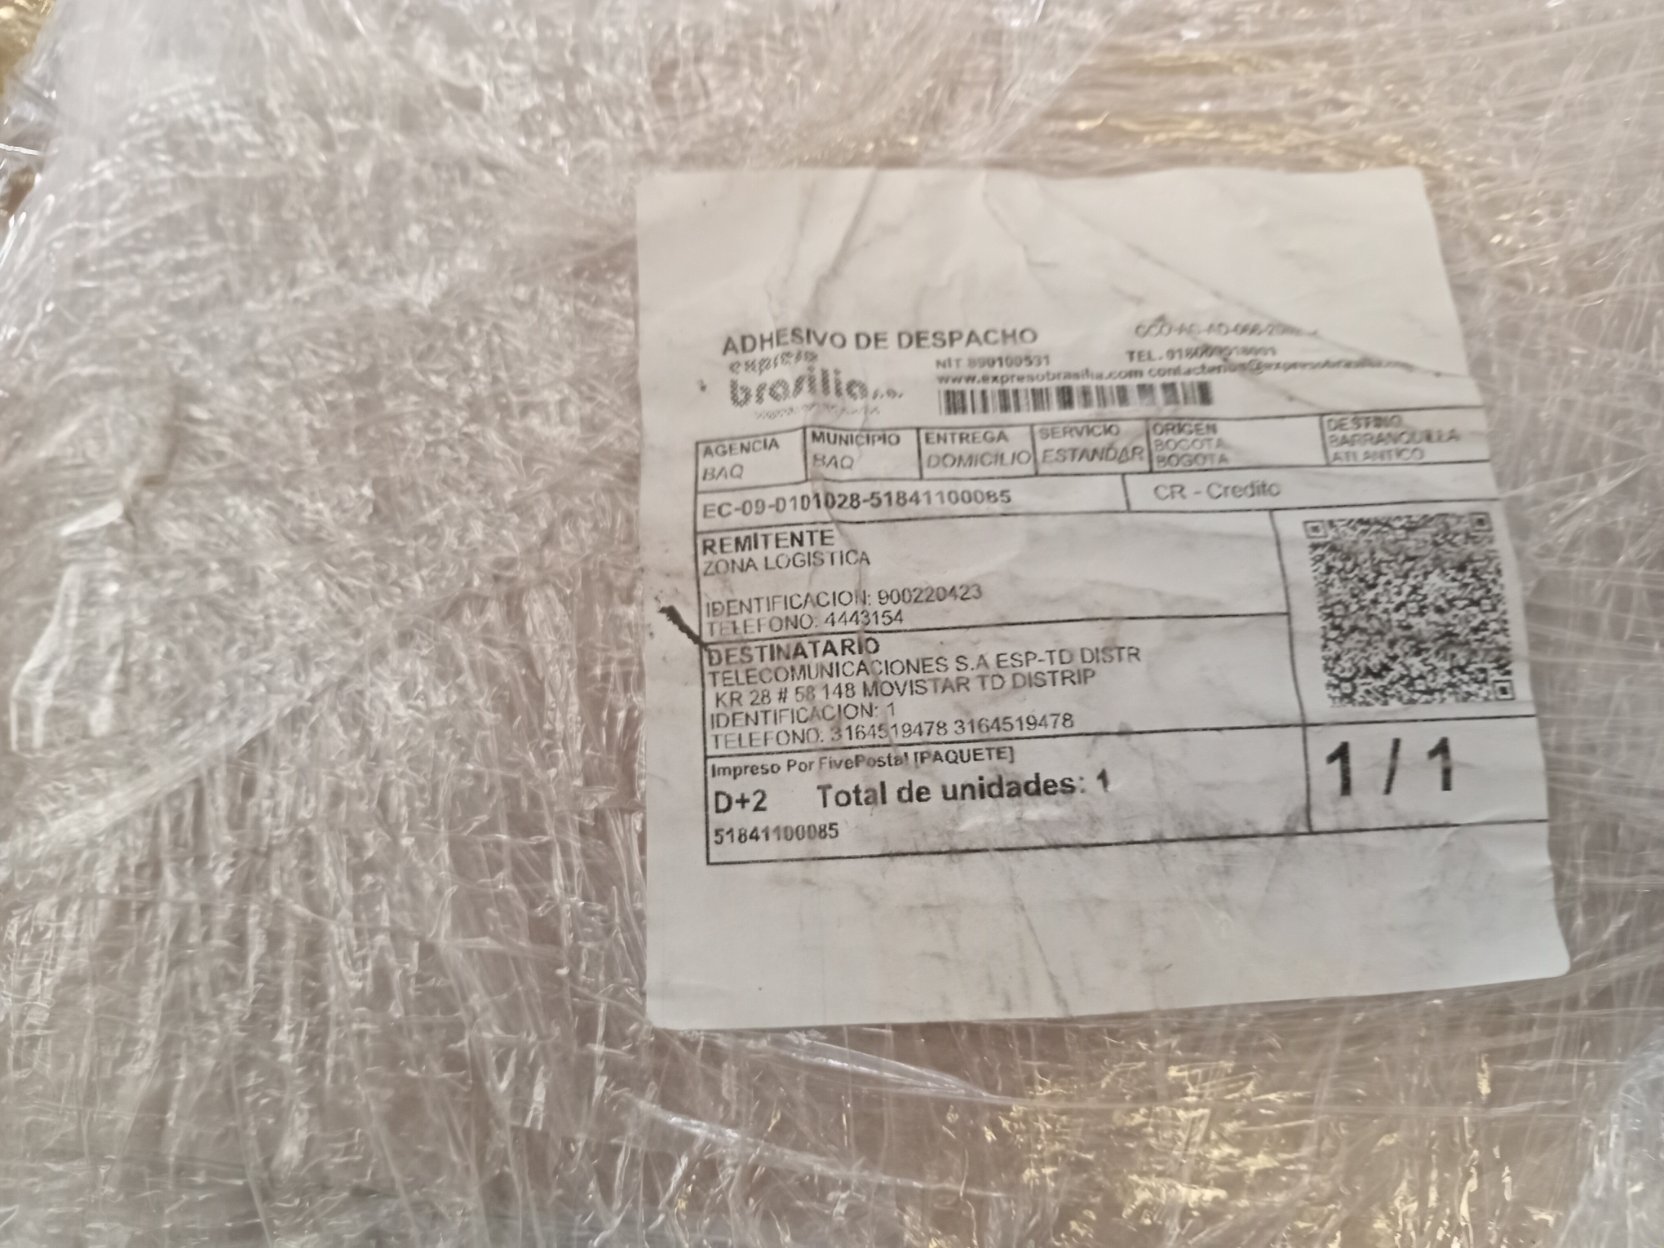 ADHESIVO DE DESPACHO
expreso
brasilia s.a.
NIT 890100531
www.expresobrasilia.com contactenos@expresobrasilia.com
AGENCIA
BAQ
MUNICIPIO
BAQ
ENTREGA
DOMICILIO
SERVICIO
ESTANDAR
ORIGEN
BOGOTA
BOGOTA
DESTINO
BARRANQUILLA
ATLANTICO
EC-09-0101028-51841100085
CR - Credito
REMITENTE
ZONA LOGISTICA
IDENTIFICACION: 900220423
TELEFONO: 4443154
DESTINATARIO
TELECOMUNICACIONES S.A ESP-TD DISTR
KR 28 # 58 148 MOVISTAR TD DISTRIP
IDENTIFICACION: 1
TELEFONO: 3164519478 3164519478
Impreso Por FivePostal [PAQUETE]
D+2 Total de unidades: 1
1 / 1
51841100085